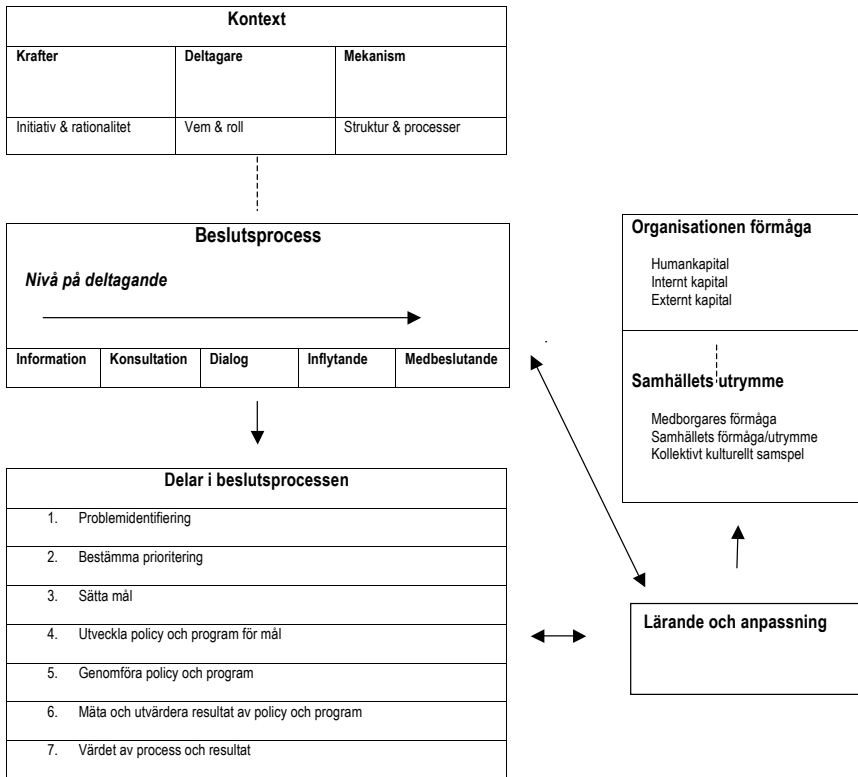 Kontext
Krafter
Deltagare
Mekanism
Initiativ & rationalitet
Vem & roll
Struktur & processer
Beslutsprocess
Nivå på deltagande
Information
Konsultation
Dialog
Inflytande
Medbeslutande
Delar i beslutsprocessen
1. Problemidentifiering
2. Bestämma prioritering
3. Sätta mål
4. Utveckla policy och program för mål
5. Genomföra policy och program
6. Mäta och utvärdera resultat av policy och program
7. Värdet av process och resultat
Organisationen förmåga
Humankapital
Internt kapital
Externt kapital
Samhällets utrymme
Medborgares förmåga
Samhällets förmåga/utrymme
Kollektivt kulturellt samspel
Lärande och anpassning